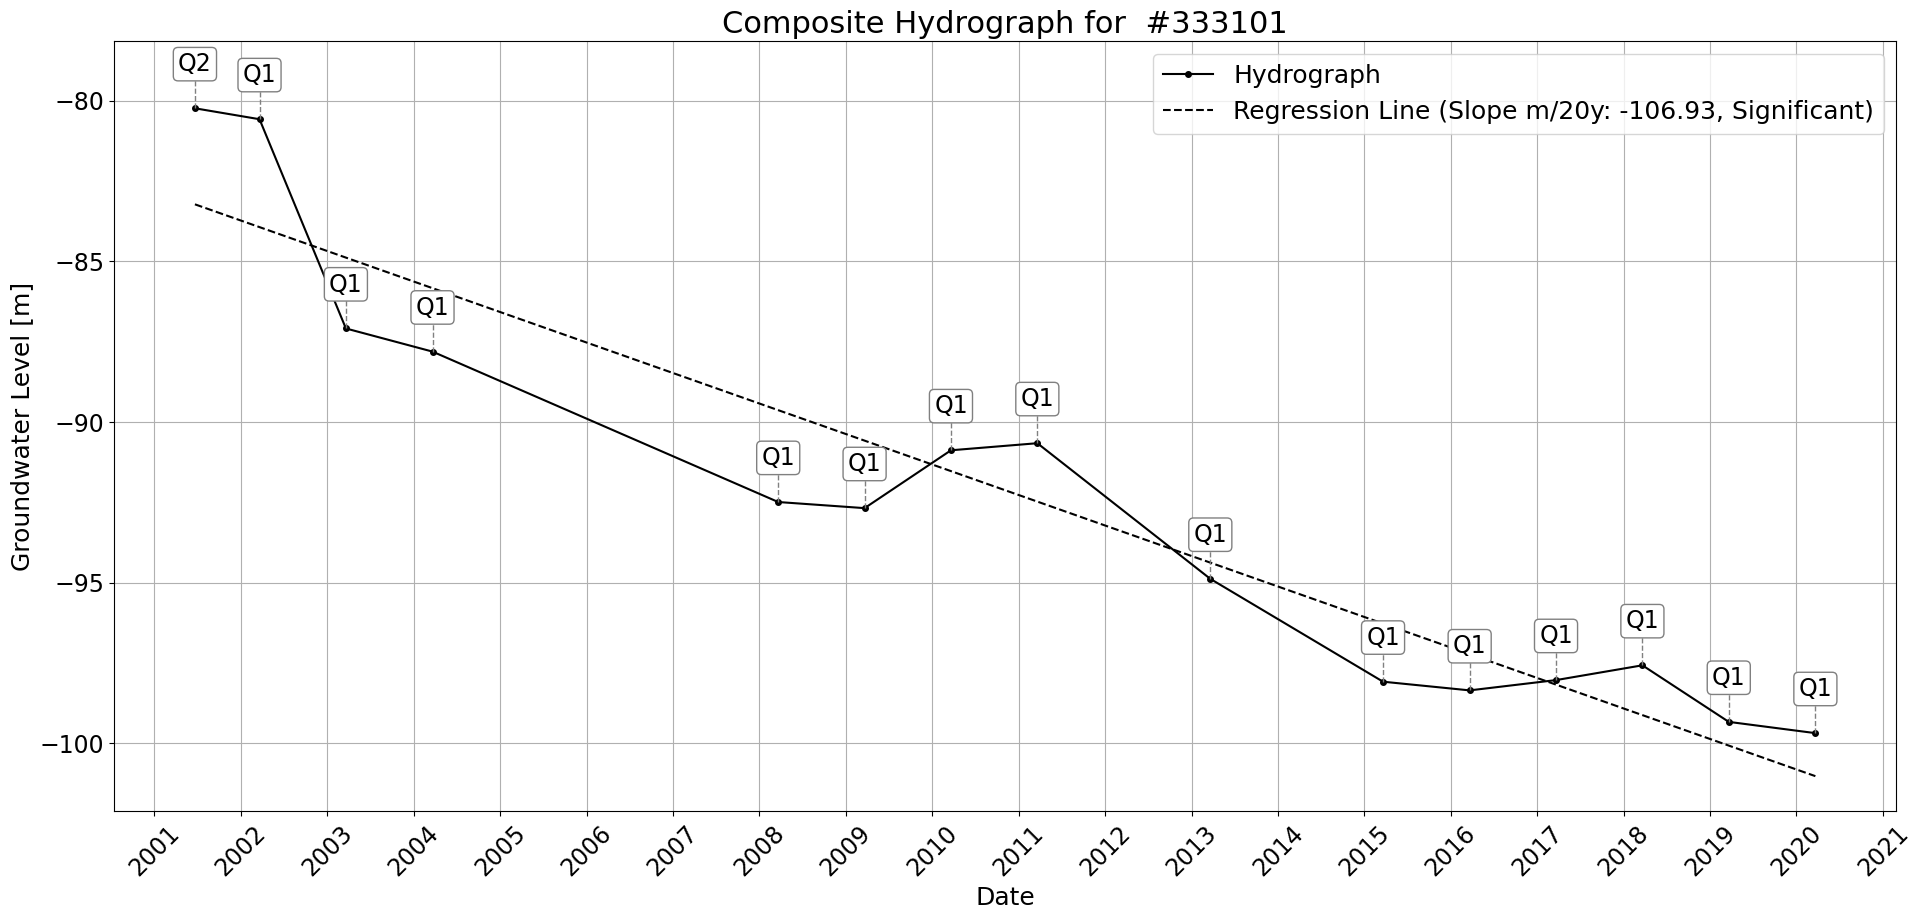 Composite Hydrograph for  #333101
Hydrograph
Regression Line (Slope m/20y: -106.93, Significant)
Q2
Q1
Q1
Q1
Q1
Q1
Q1
Q1
Q1
Q1
Q1
Q1
Q1
Q1
Q1
Groundwater Level [m]
−80
−85
−90
−95
−100
2001
2002
2003
2004
2005
2006
2007
2008
2009
2010
2011
2012
2013
2014
2015
2016
2017
2018
2019
2020
2021
Date